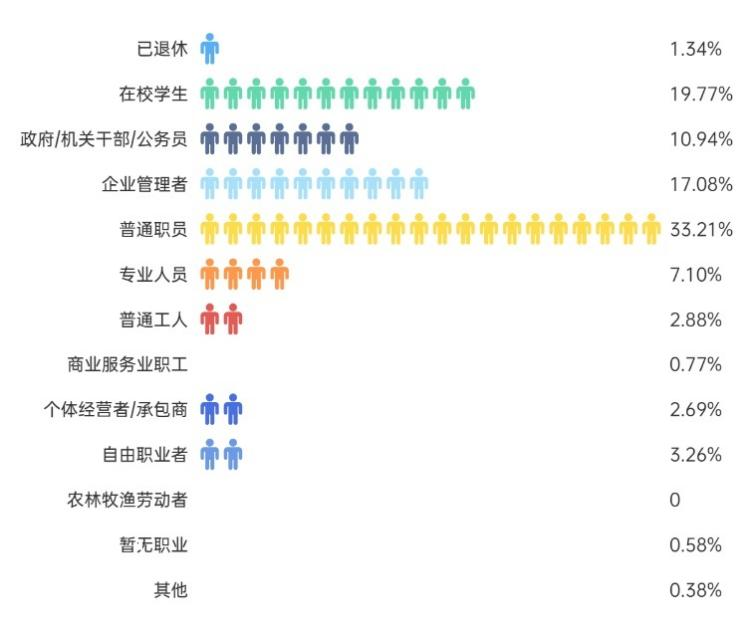 已退休 1.34%
在校学生 19.77%
政府/机关干部/公务员 10.94%
企业管理者 17.08%
普通职员 33.21%
专业人员 7.10%
普通工人 2.88%
商业服务业职工 0.77%
个体经营者/承包商 2.69%
自由职业者 3.26%
农林牧渔劳动者 0
暂无职业 0.58%
其他 0.38%